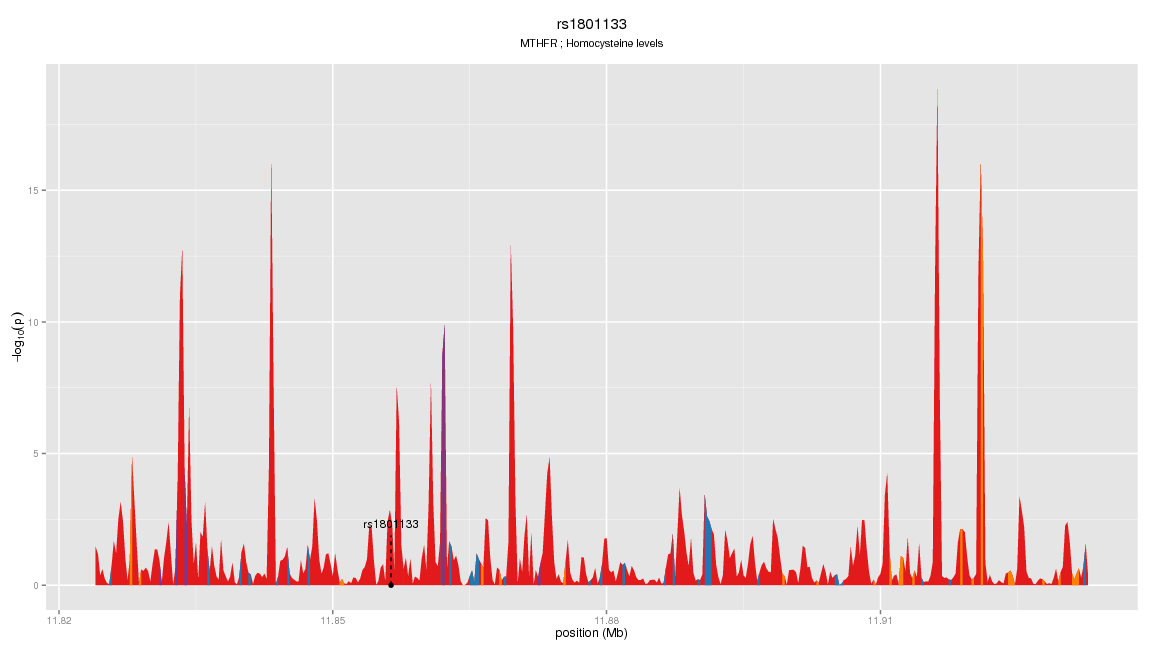 rs1801133
MTHFR ; Homocysteine levels
−log10(p)
15
10
5
0
rs1801133
11.82
11.85
11.88
11.91
position (Mb)